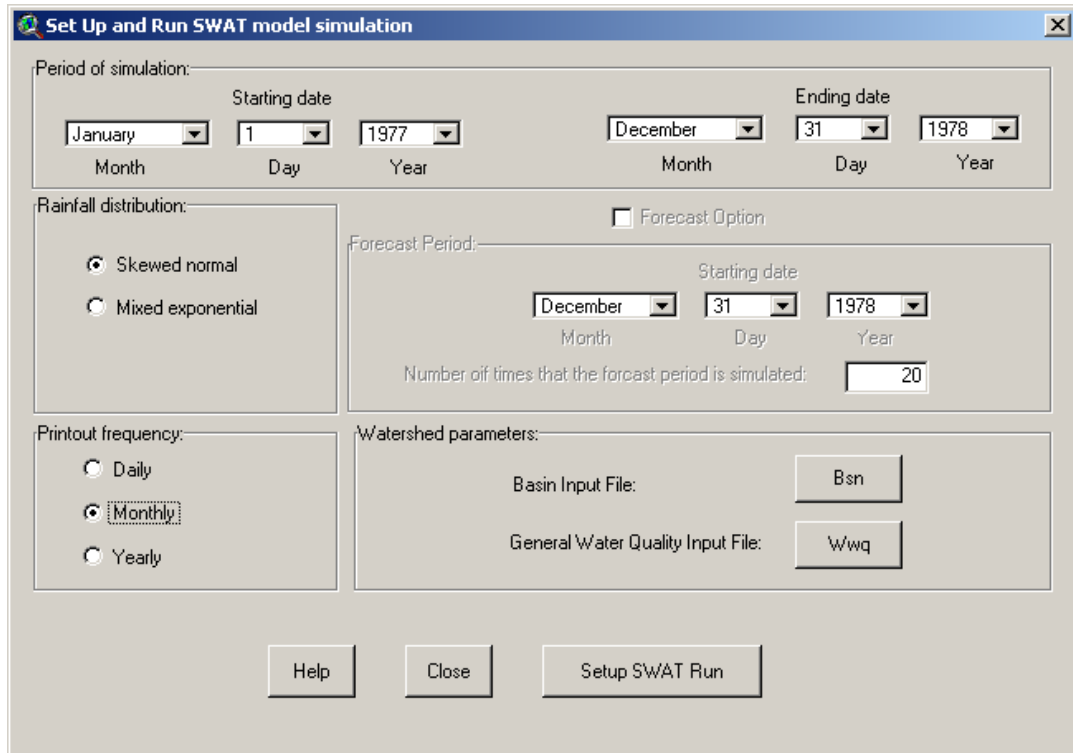 Set Up and Run SWAT model simulation
Period of simulation:
Starting date
Ending date
January 1 1977 December 31 1978
Month Day Year Month Day Year
Rainfall distribution:
Skewed normal
Mixed exponential
Forecast Option
Forecast Period:
Starting date
December 31 1978
Month Day Year
Number oif times that the forcast period is simulated: 20
Printout frequency:
Daily
Monthly
Yearly
Watershed parameters:
Basin Input File: Bsn
General Water Quality Input File: Wwq
Help Close Setup SWAT Run